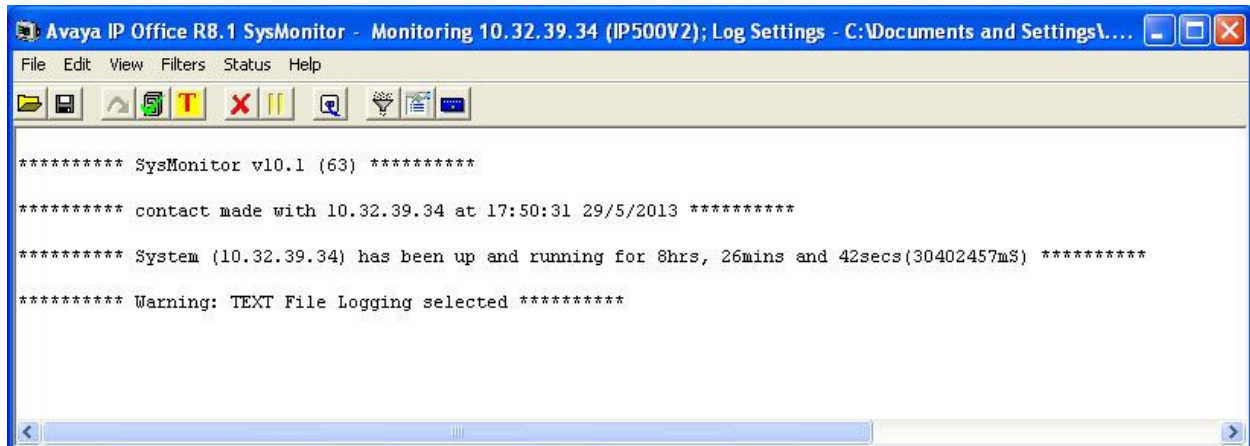 Avaya IP Office R8.1 SysMonitor - Monitoring 10.32.39.34 (IP500V2); Log Settings - C:\Documents and Settings\....
File Edit View Filters Status Help
T
********** SysMonitor v10.1 (63) **********
********** contact made with 10.32.39.34 at 17:50:31 29/5/2013 **********
********** System (10.32.39.34) has been up and running for 8hrs, 26mins and 42secs(30402457mS) **********
********** Warning: TEXT File Logging selected **********